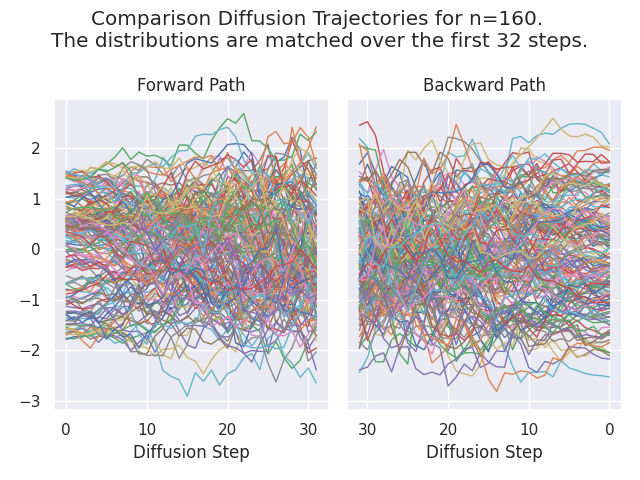 Comparison Diffusion Trajectories for n=160.
The distributions are matched over the first 32 steps.
Forward Path
Backward Path
2
1
0
−1
−2
−3
0 10 20 30
30 20 10 0
Diffusion Step
Diffusion Step